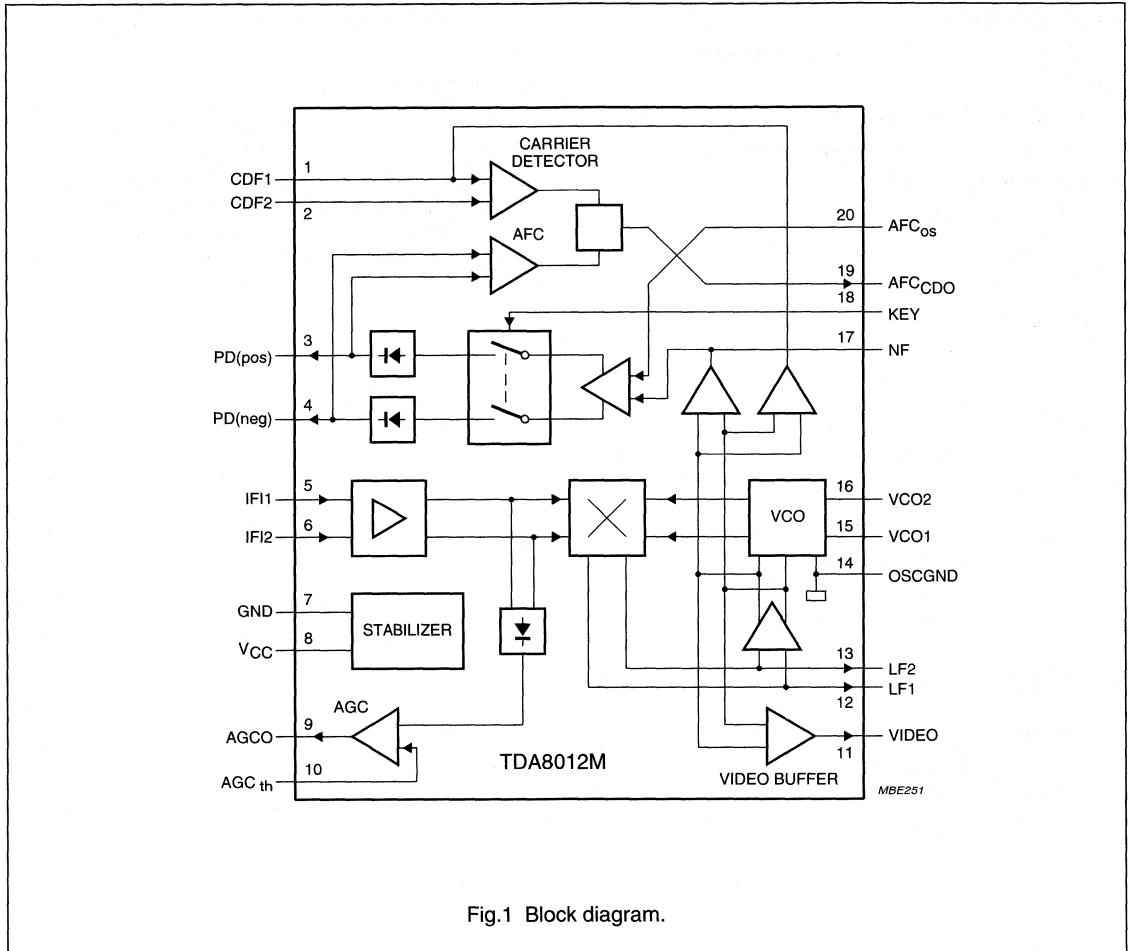 CARRIER
DETECTOR
1
CDF1
CDF2
2
AFC
20
AFCos
19
AFCCDO
18
KEY
17
NF
3
PD(pos)
4
PD(neg)
5
IFI1
6
IFI2
16
VCO2
VCO
15
VCO1
14
OSCGND
7
GND
STABILIZER
8
VCC
13
LF2
LF1
12
AGC
9
AGCO
10
AGC th
VIDEO
11
TDA8012M
VIDEO BUFFER
MBE251
Fig.1 Block diagram.